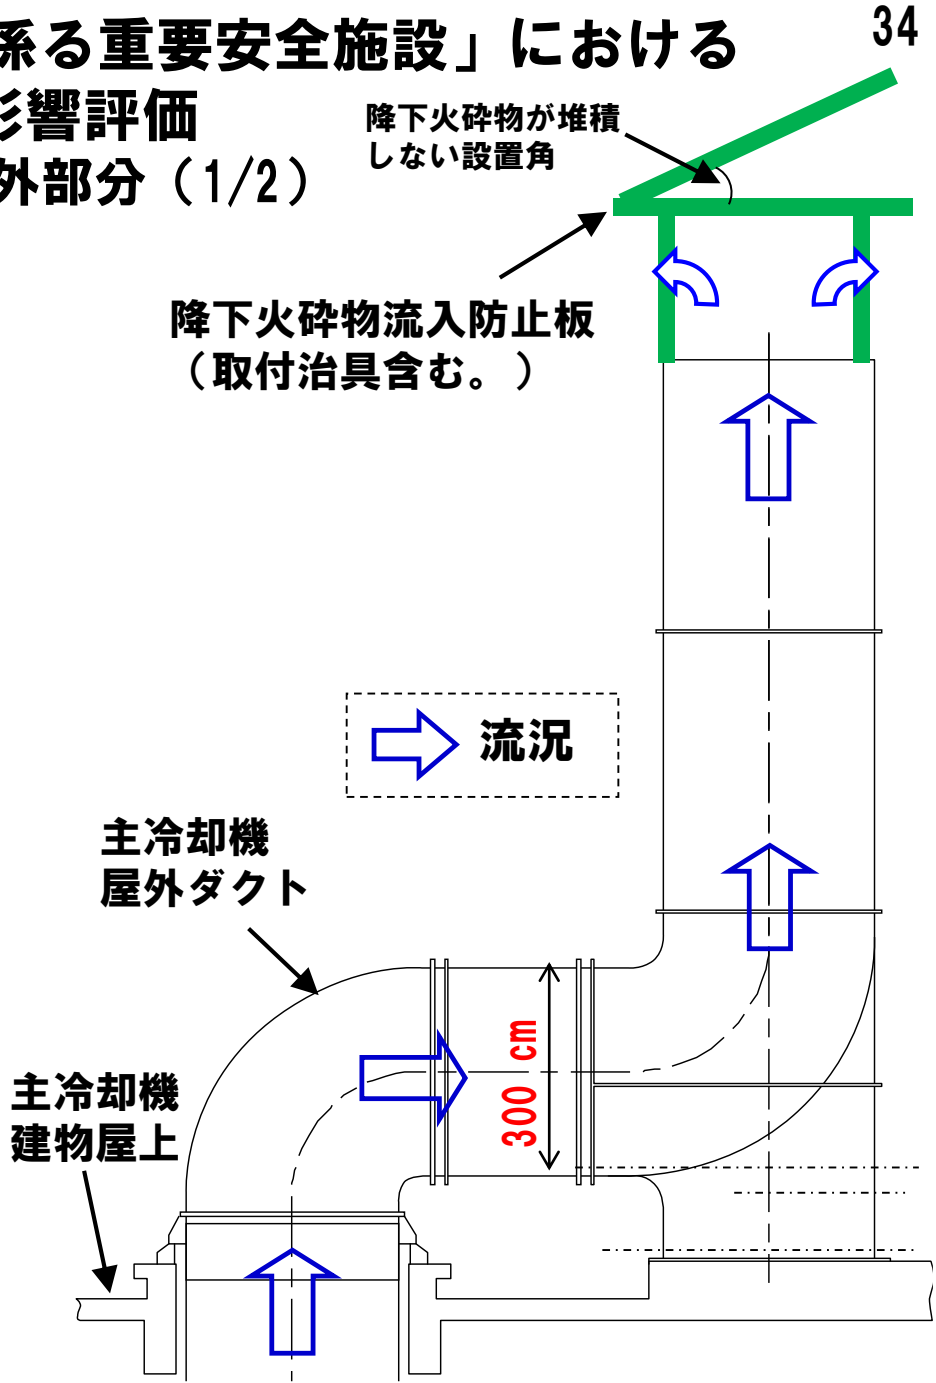 34
係る重要安全施設」における
影響評価
外部分（1/2）
降下火砕物が堆積
しない設置角
降下火砕物流入防止板
（取付治具含む。）
流況
主冷却機
屋外ダクト
300 cm
主冷却機
建物屋上